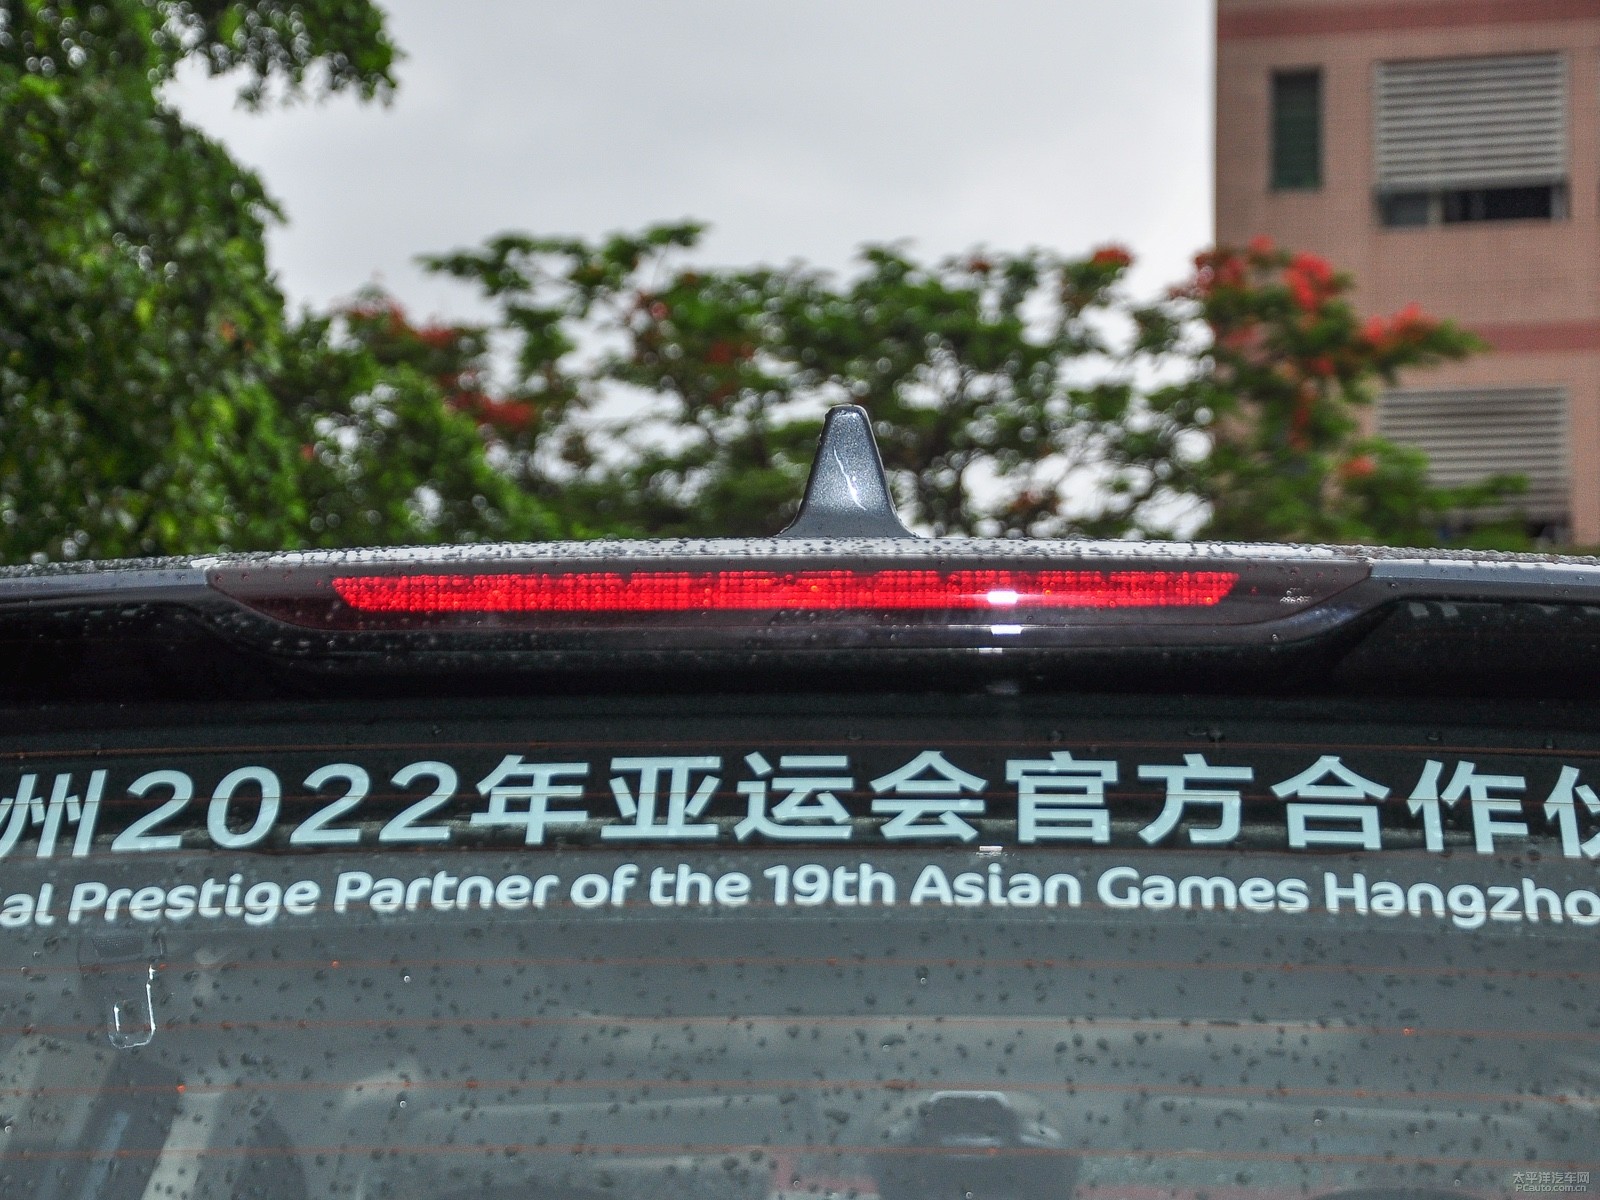 州2022年亚运会官方合作伙
al Prestige Partner of the 19th Asian Games Hangzho
太平洋汽车网
PCauto.com.cn